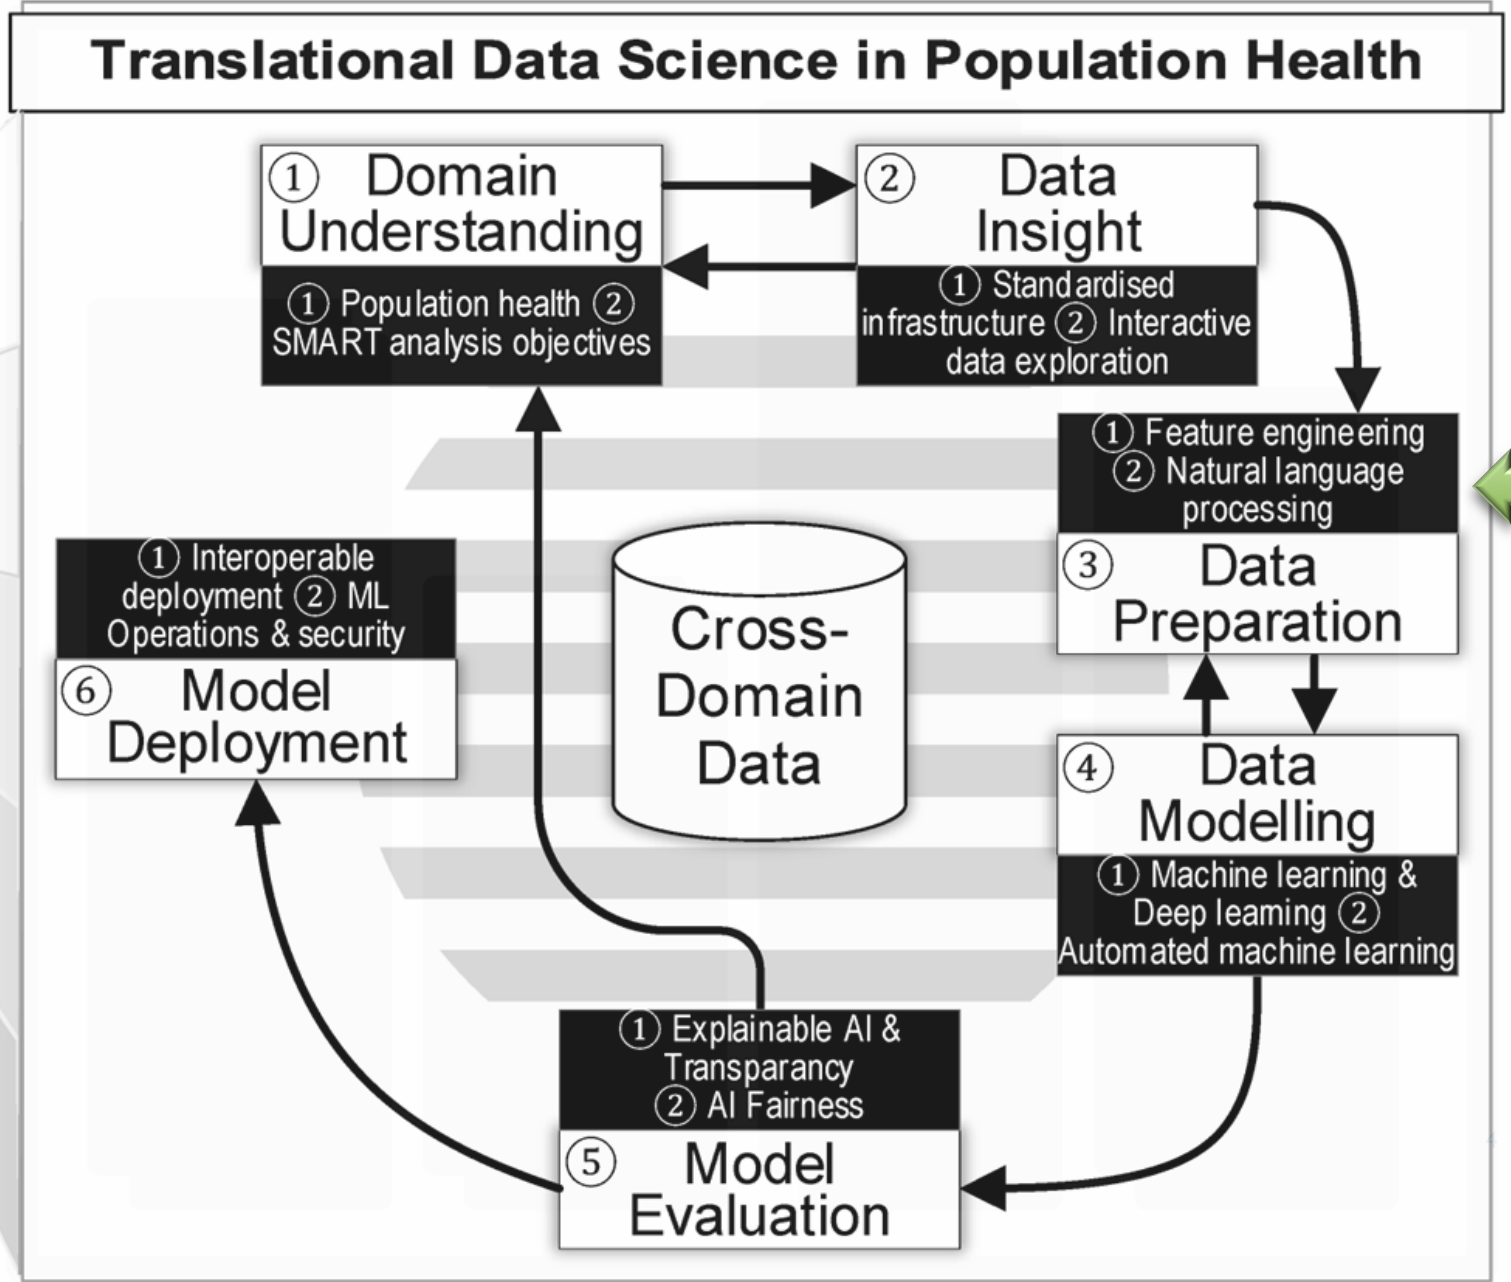 Translational Data Science in Population Health
① Domain
Understanding
① Population health ②
SMART analysis objectives
② Data
Insight
① Standardised
infrastructure ② Interactive
data exploration
① Feature engineering
② Natural language
processing
③ Data
Preparation
④ Data
Modelling
① Machine learning &
Deep learning ②
Automated machine learning
① Explainable AI &
Transparancy
② AI Fairness
⑤ Model
Evaluation
① Interoperable
deployment ② ML
Operations & security
⑥ Model
Deployment
Cross-
Domain
Data
4